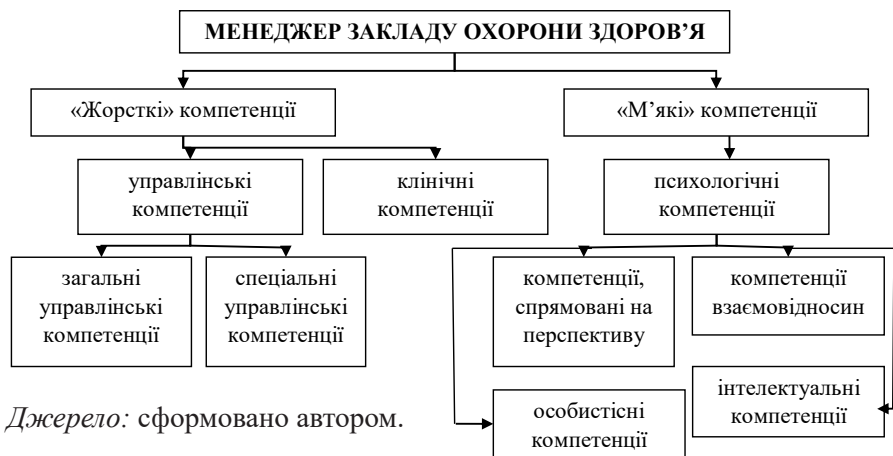 МЕНЕДЖЕР ЗАКЛАДУ ОХОРОНИ ЗДОРОВ’Я
«Жорсткі» компетенції
«М’які» компетенції
управлінські
компетенції
клінічні
компетенції
психологічні
компетенції
загальні
управлінські
компетенції
спеціальні
управлінські
компетенції
компетенції,
спрямовані на
перспективу
компетенції
взаємовідносин
особистісні
компетенції
інтелектуальні
компетенції
Джерело: сформовано автором.